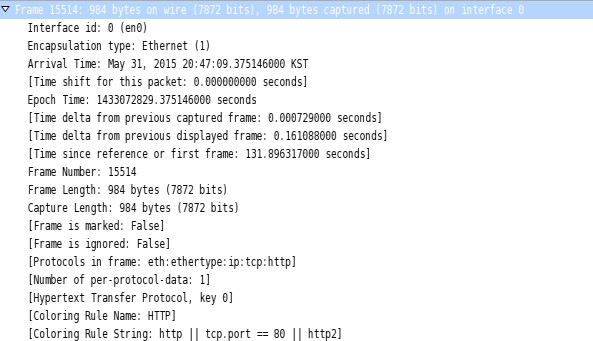 Frame 15514: 984 bytes on wire (7872 bits), 984 bytes captured (7872 bits) on interface 0
Interface id: 0 (en0)
Encapsulation type: Ethernet (1)
Arrival Time: May 31, 2015 20:47:09.375146000 KST
[Time shift for this packet: 0.000000000 seconds]
Epoch Time: 1433072829.375146000 seconds
[Time delta from previous captured frame: 0.000729000 seconds]
[Time delta from previous displayed frame: 0.161088000 seconds]
[Time since reference or first frame: 131.896317000 seconds]
Frame Number: 15514
Frame Length: 984 bytes (7872 bits)
Capture Length: 984 bytes (7872 bits)
[Frame is marked: False]
[Frame is ignored: False]
[Protocols in frame: eth:ethertype:ip:tcp:http]
[Number of per-protocol-data: 1]
[Hypertext Transfer Protocol, key 0]
[Coloring Rule Name: HTTP]
[Coloring Rule String: http || tcp.port == 80 || http2]